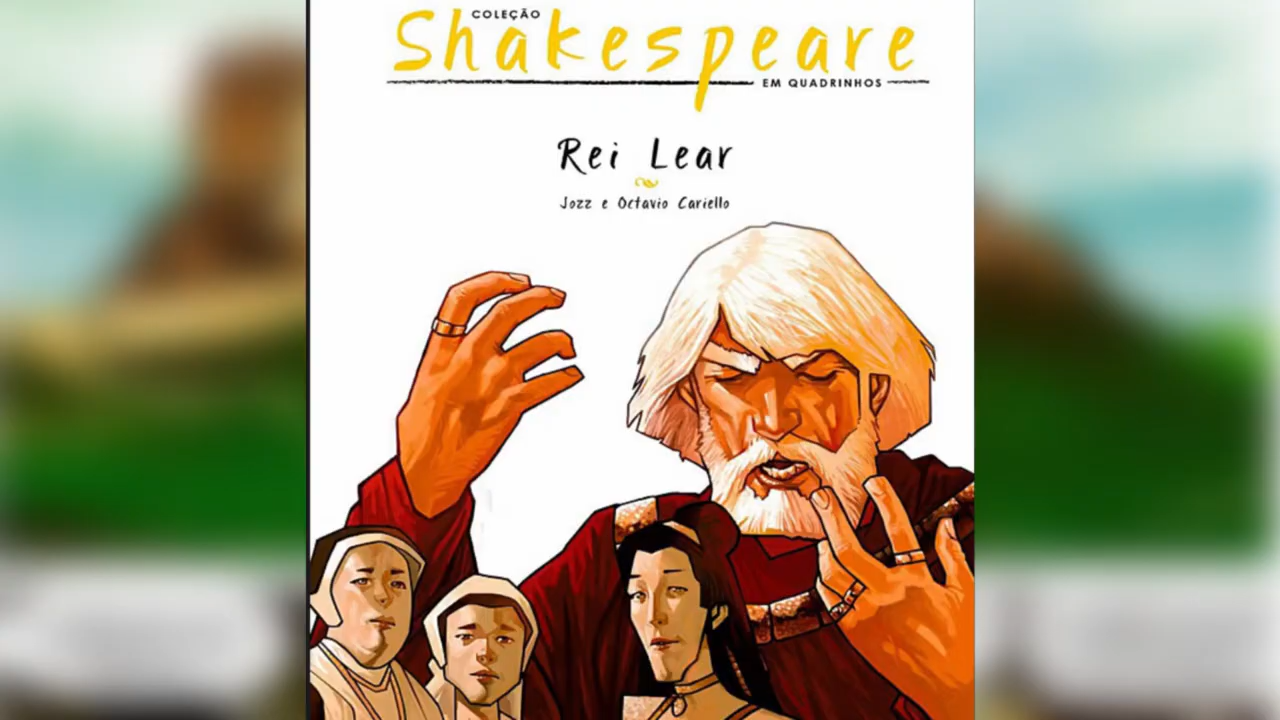 COLEÇÃO
Shakespeare
EM QUADRINHOS
Rei Lear
Jozz e Octavio Cariello